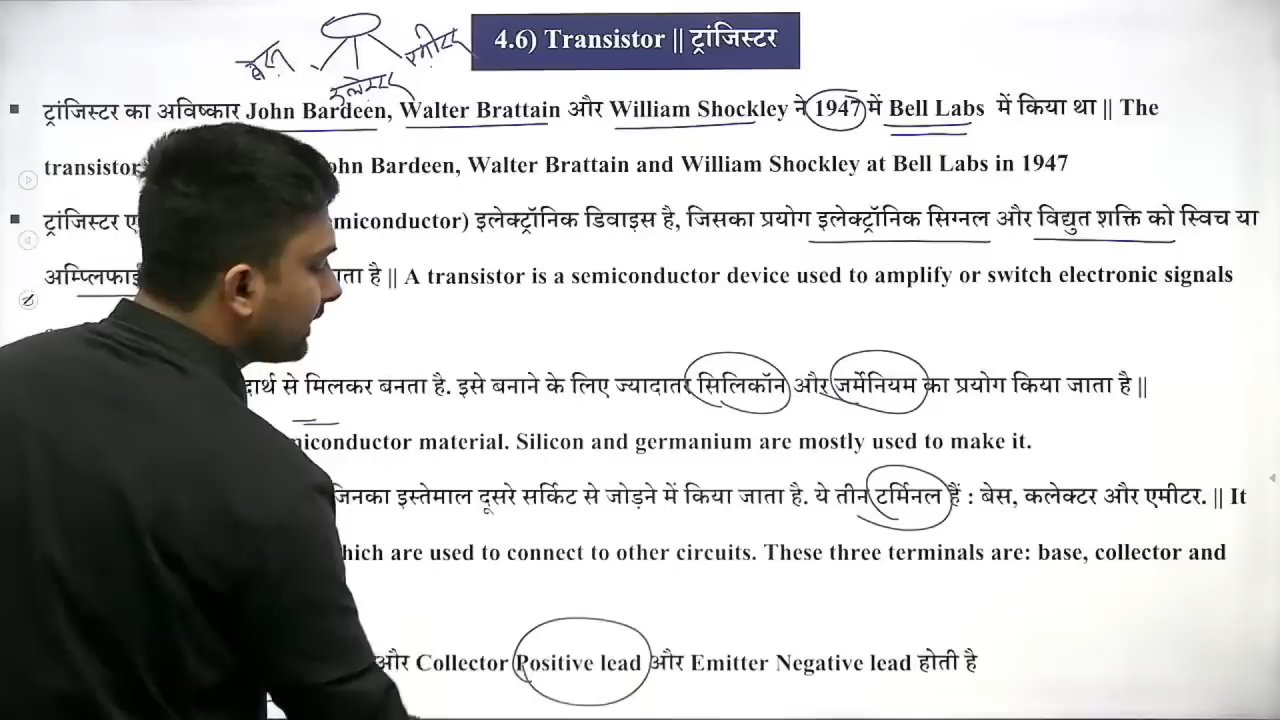 4.6) Transistor || ट्रांजिस्टर
बेस
एमीटर
ट्रांजिस्टर का अविष्कार John Bardeen, Walter Brattain और William Shockley ने 1947 में Bell Labs में किया था || The
transistor ohn Bardeen, Walter Brattain and William Shockley at Bell Labs in 1947
ट्रांजिस्टर ए miconductor) इलेक्ट्रॉनिक डिवाइस है, जिसका प्रयोग इलेक्ट्रॉनिक सिग्नल और विद्युत शक्ति को स्विच या
अम्प्लिफाई ता है || A transistor is a semiconductor device used to amplify or switch electronic signals
दार्थ से मिलकर बनता है. इसे बनाने के लिए ज्यादातर सिलिकॉन और जर्मेनियम का प्रयोग किया जाता है ||
niconductor material. Silicon and germanium are mostly used to make it.
जिनका इस्तेमाल दूसरे सर्किट से जोड़ने में किया जाता है. ये तीन टर्मिनल हैं : बेस, कलेक्टर और एमीटर. || It
hich are used to connect to other circuits. These three terminals are: base, collector and
और Collector Positive lead और Emitter Negative lead होती है